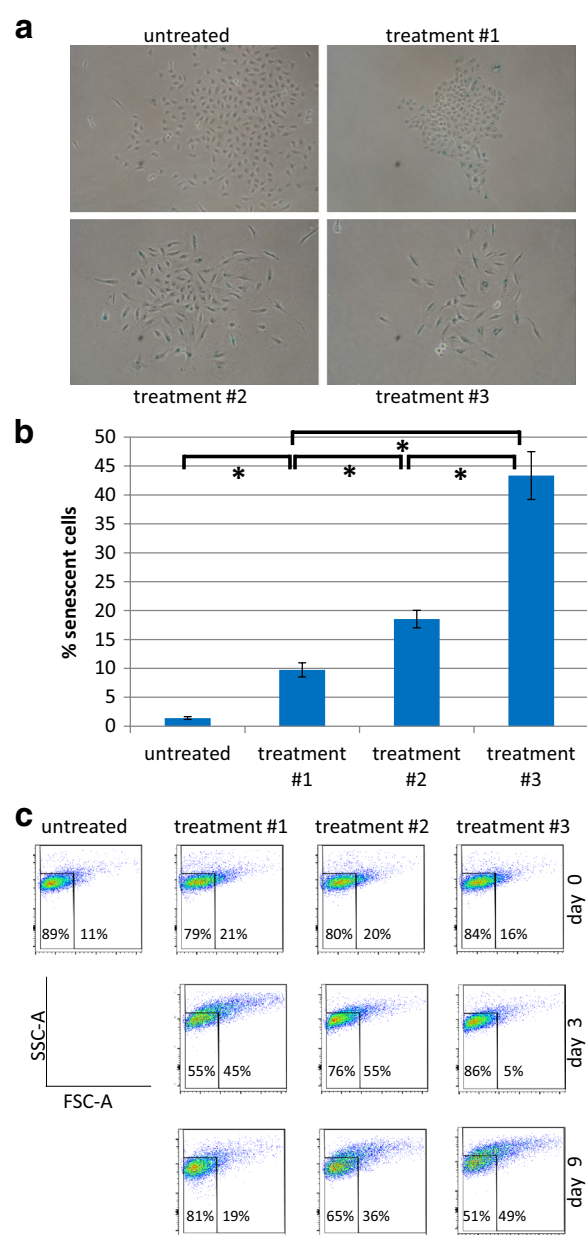 a
untreated treatment #1
treatment #2 treatment #3
b
50
45
40
35
30
25
20
15
10
5
0
% senescent cells
* * * *
untreated treatment #1 treatment #2 treatment #3
c
untreated treatment #1 treatment #2 treatment #3
89% 11% 79% 21% 80% 20% 84% 16%
day 0
SSC-A
FSC-A
55% 45% 76% 55% 86% 5%
day 3
81% 19% 65% 36% 51% 49%
day 9